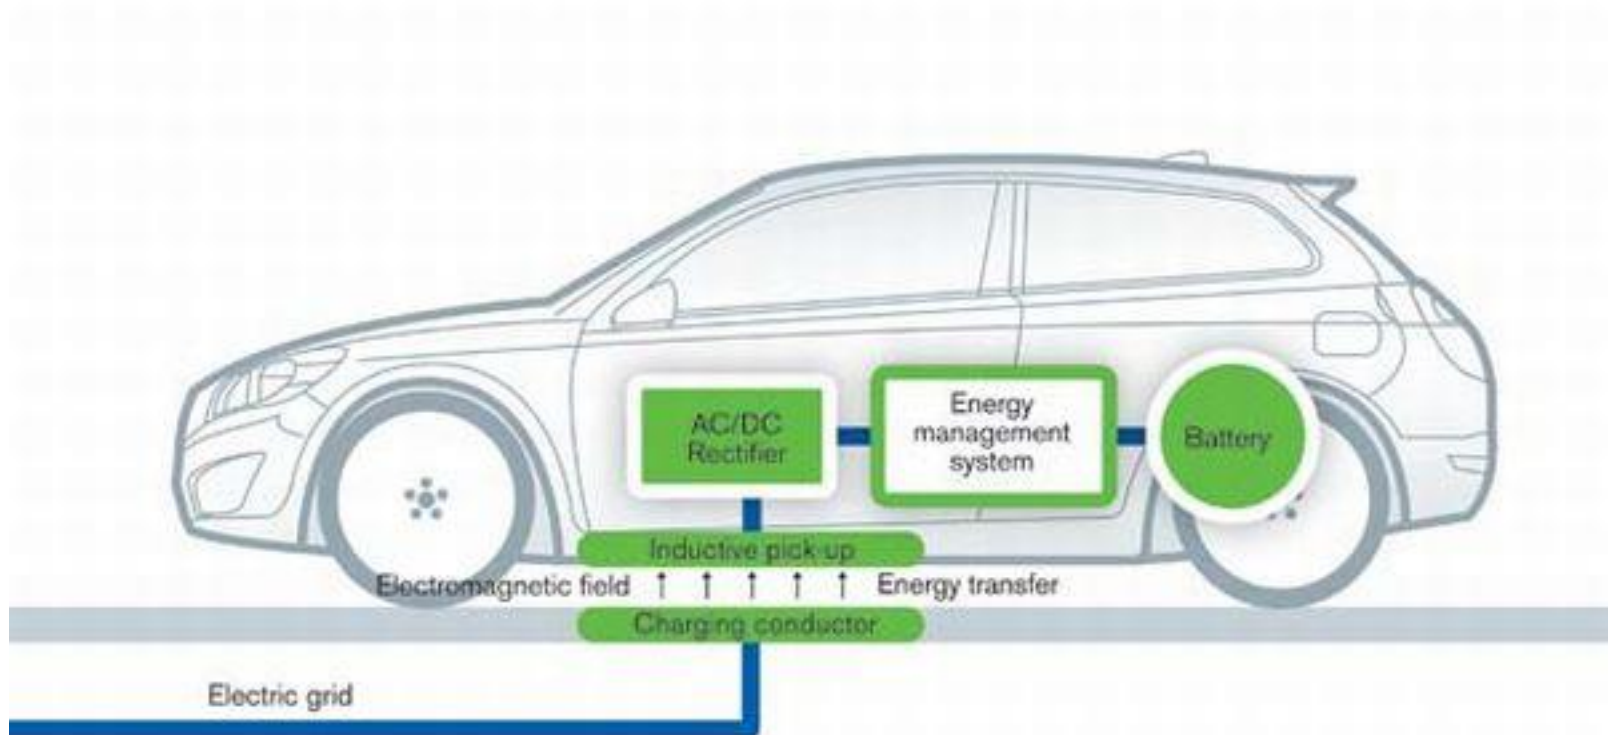 AC/DC
Rectifier
Energy
management
system
Battery
Inductive pick-up
Electromagnetic field
Energy transfer
Charging conductor
Electric grid